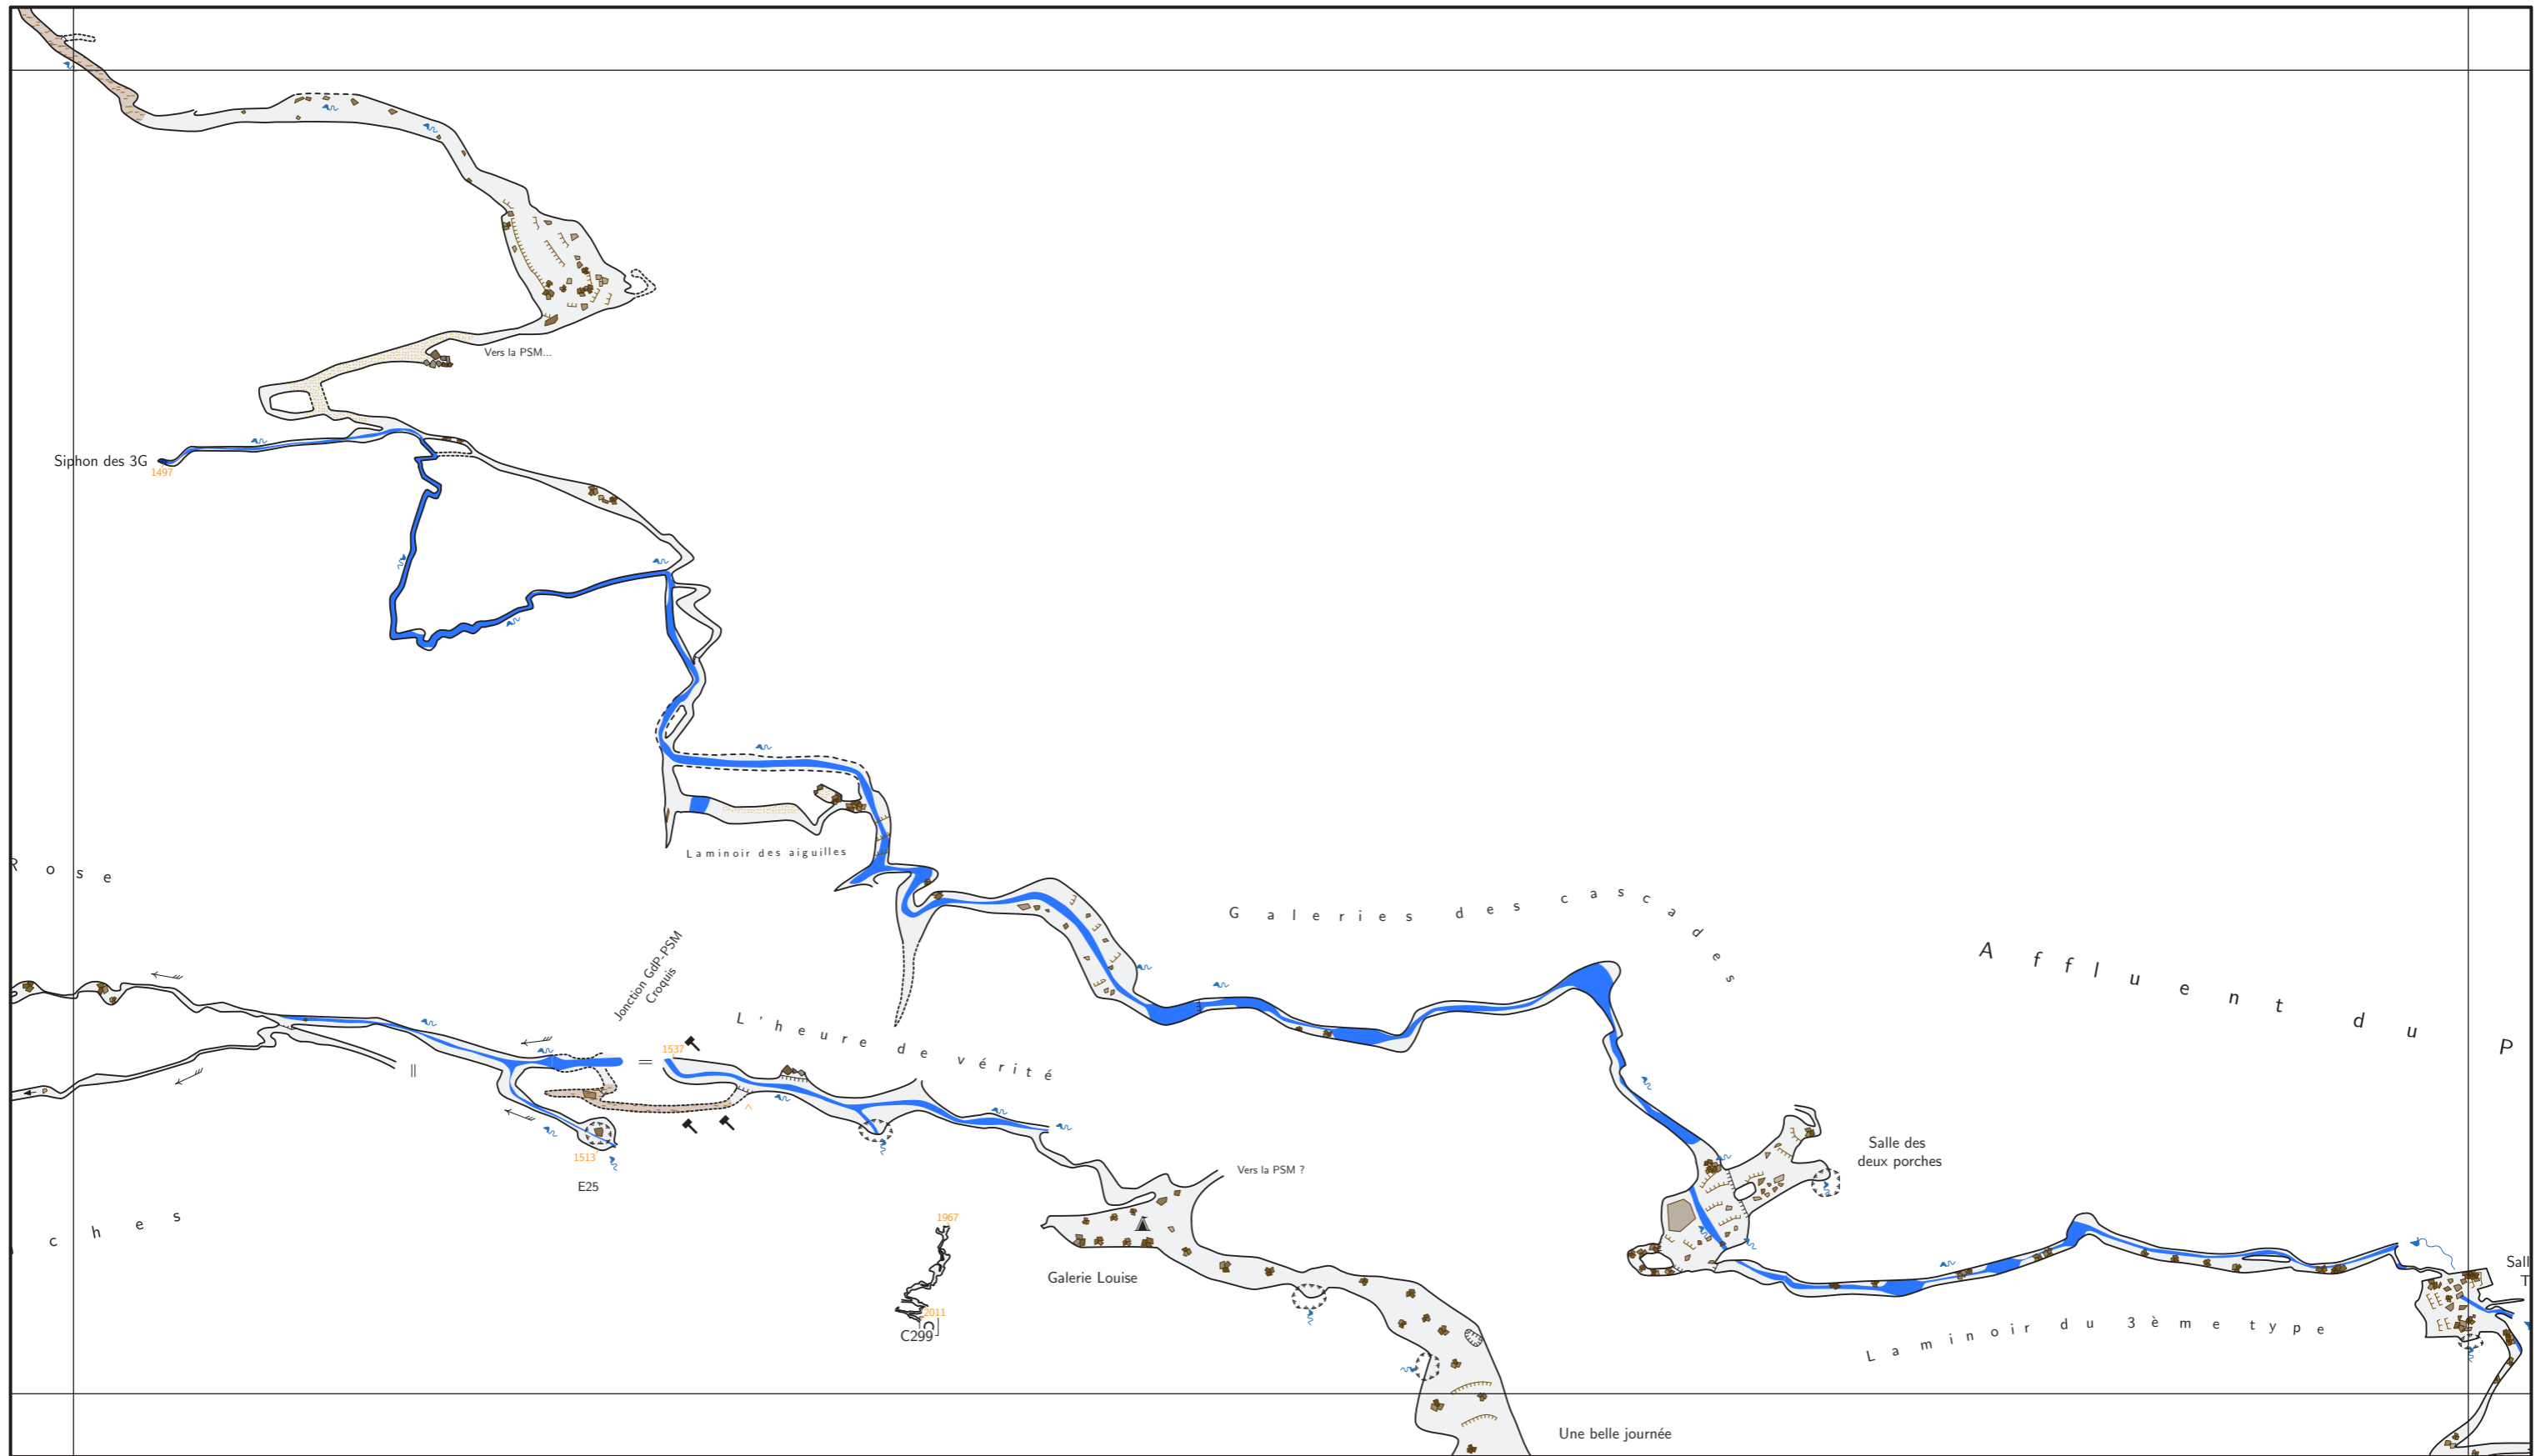 Vers la PSM...
Siphon des 3G
1497
Laminoir des aiguilles
Rose
Galeries des cascades
Affluent du P
Jonction GdP-PSM
Croquis
L'heure de vérité
=
1537
||
P
1513
E25
ches
Vers la PSM ?
Salle des
deux porches
1967
Galerie Louise
2011
C299
Sall
T
Laminoir du 3ème type
Une belle journée